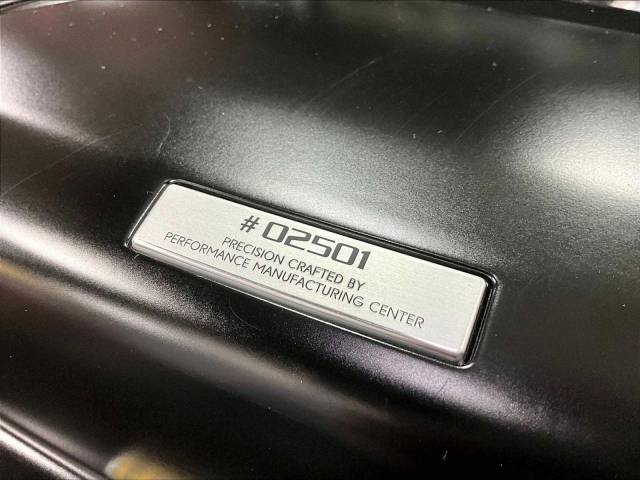 #02501
PRECISION CRAFTED BY
PERFORMANCE MANUFACTURING CENTER